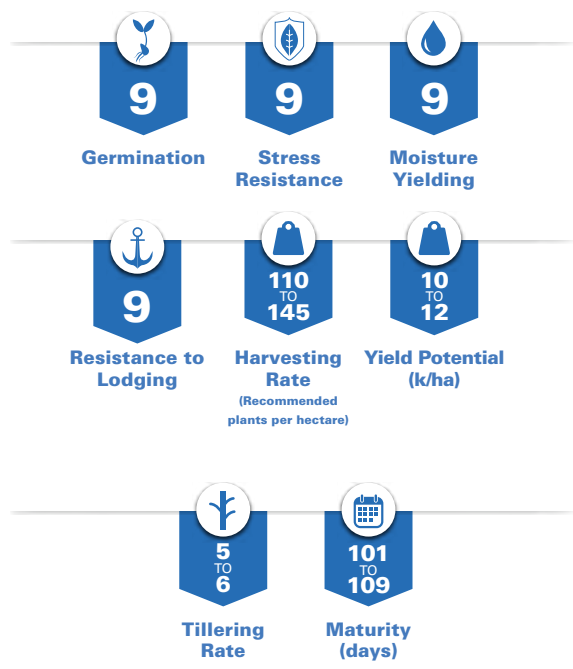 9
9
9
Germination
Stress
Resistance
Moisture
Yielding
9
110
TO
145
10
TO
12
Resistance to
Lodging
Harvesting
Rate
(Recommended
plants per hectare)
Yield Potential
(k/ha)
5
TO
6
101
TO
109
Tillering
Rate
Maturity
(days)